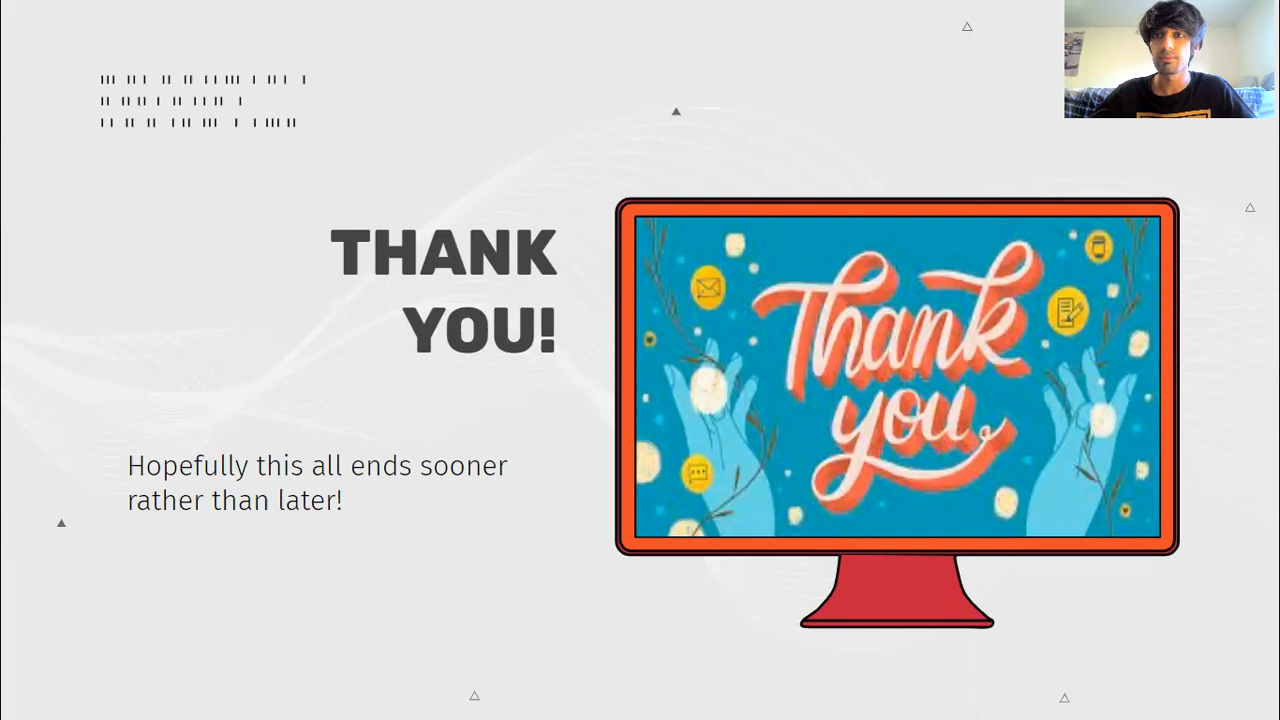 THANK
YOU!
Hopefully this all ends sooner
rather than later!
Thank
you